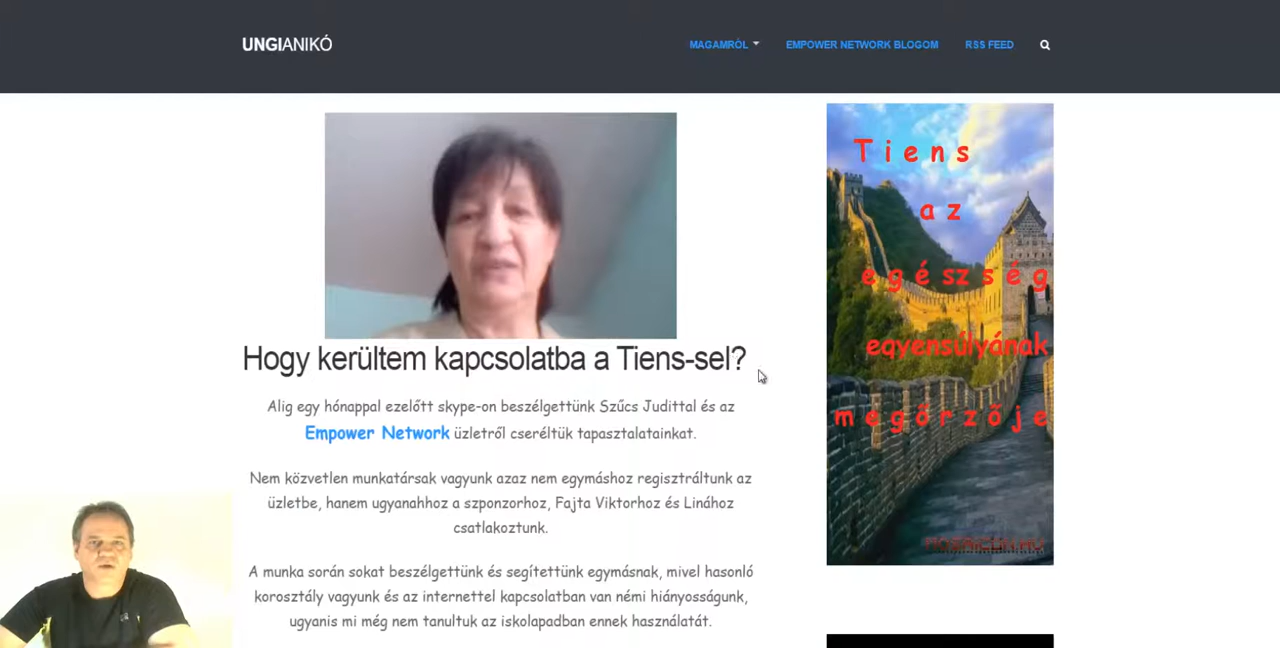 UNGIANIKÓ
MAGAMRÓL
EMPOWER NETWORK BLOGOM
RSS FEED
Tiens
az
egészség
egyensúlyának
megőrzője
Hogy kerültem kapcsolatba a Tiens-sel?
Alig egy hónappal ezelőtt skype-on beszélgettünk Szűcs Judittal és az
Empower Network üzletről cseréltük tapasztalatainkat.
Nem közvetlen munkatársak vagyunk azaz nem egymáshoz regisztráltunk az
üzletbe, hanem ugyanahhoz a szponzorhoz, Fajta Viktorhoz és Linához
csatlakoztunk.
A munka során sokat beszélgettünk és segítettünk egymásnak, mivel hasonló
korosztály vagyunk és az internettel kapcsolatban van némi hiányosságunk,
ugyanis mi még nem tanultuk az iskolapadban ennek használatát.